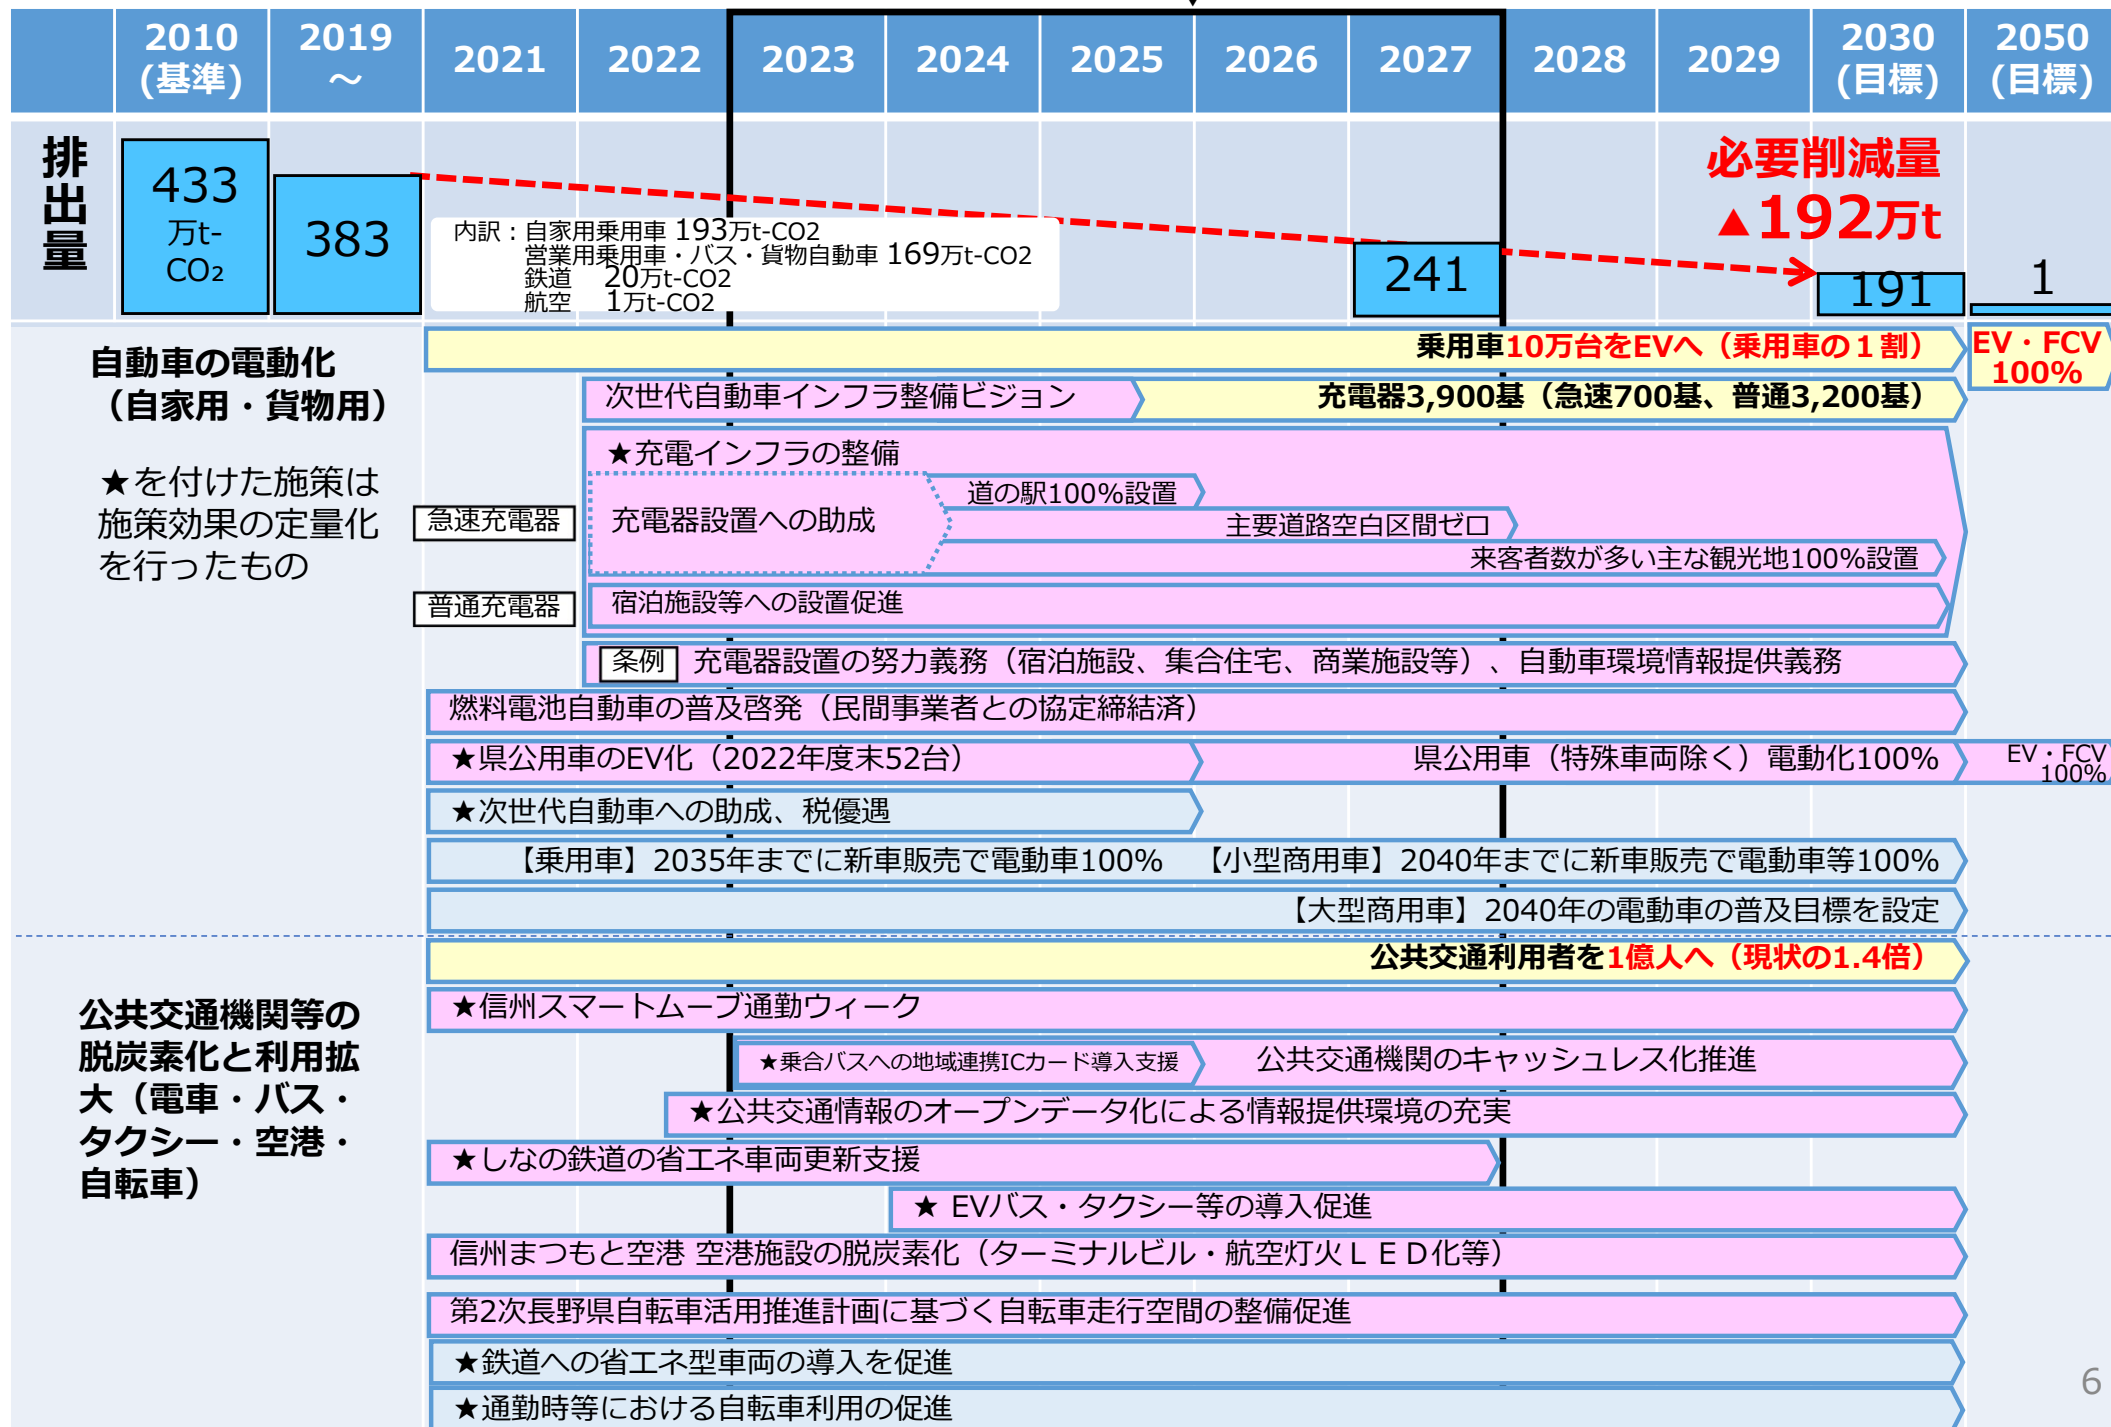 2010
(基準)
2019
～
2021
2022
2023
2024
2025
2026
2027
2028
2029
2030
(目標)
2050
(目標)
排出量
433
万t-
CO₂
383
内訳：自家用乗用車 193万t-CO2
営業用乗用車・バス・貨物自動車 169万t-CO2
鉄道 20万t-CO2
航空 1万t-CO2
241
必要削減量
▲192万t
191
1
自動車の電動化
（自家用・貨物用）
★を付けた施策は
施策効果の定量化
を行ったもの
乗用車10万台をEVへ（乗用車の１割）
EV・FCV
100%
次世代自動車インフラ整備ビジョン
充電器3,900基（急速700基、普通3,200基）
★充電インフラの整備
急速充電器
充電器設置への助成
道の駅100%設置
主要道路空白区間ゼロ
来客者数が多い主な観光地100%設置
普通充電器
宿泊施設等への設置促進
条例 充電器設置の努力義務（宿泊施設、集合住宅、商業施設等）、自動車環境情報提供義務
燃料電池自動車の普及啓発（民間事業者との協定締結済）
★県公用車のEV化（2022年度末52台）
県公用車（特殊車両除く）電動化100%
EV・FCV
100%
★次世代自動車への助成、税優遇
【乗用車】2035年までに新車販売で電動車100% 【小型商用車】2040年までに新車販売で電動車等100%
【大型商用車】2040年の電動車の普及目標を設定
公共交通機関等の
脱炭素化と利用拡
大（電車・バス・
タクシー・空港・
自転車）
公共交通利用者を1億人へ（現状の1.4倍）
★信州スマートムーブ通勤ウィーク
★乗合バスへの地域連携ICカード導入支援
公共交通機関のキャッシュレス化推進
★公共交通情報のオープンデータ化による情報提供環境の充実
★しなの鉄道の省エネ車両更新支援
★ EVバス・タクシー等の導入促進
信州まつもと空港 空港施設の脱炭素化（ターミナルビル・航空灯火ＬＥＤ化等）
第2次長野県自転車活用推進計画に基づく自転車走行空間の整備促進
★鉄道への省エネ型車両の導入を促進
★通勤時等における自転車利用の促進
6